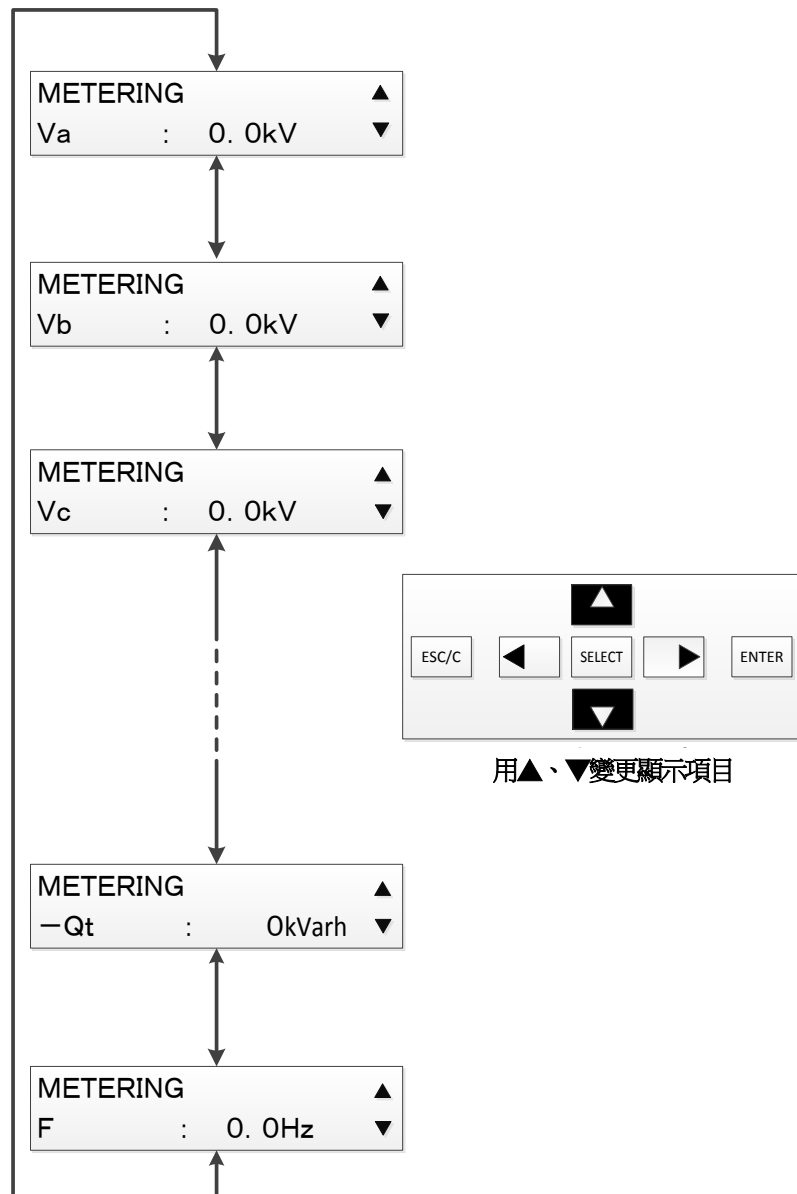 METERING ▲
Va : 0. 0kV ▼
METERING ▲
Vb : 0. 0kV ▼
METERING ▲
Vc : 0. 0kV ▼
ESC/C ◀ SELECT ▶ ENTER
用▲、▼變更顯示項目
METERING ▲
－Qt : 0kVarh ▼
METERING ▲
F : 0. 0Hz ▼